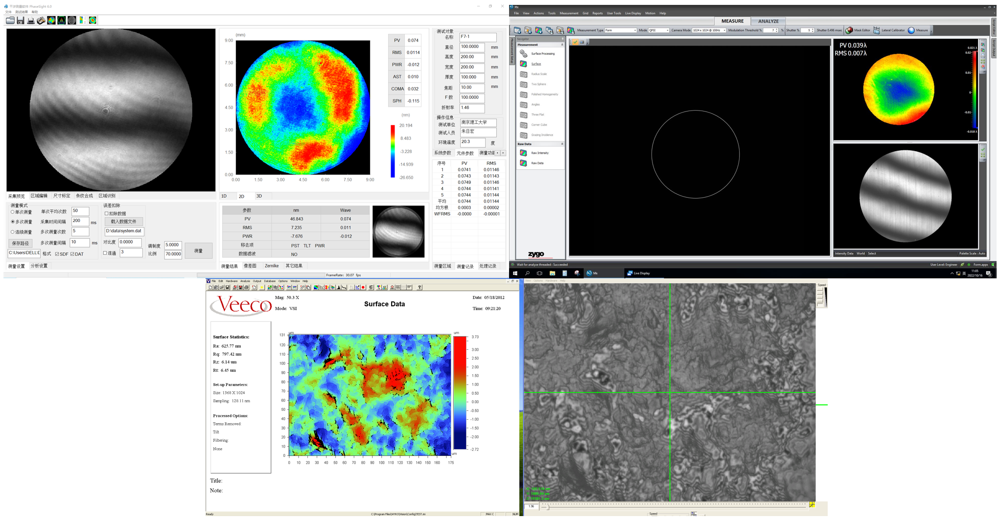 干涉测量软件 PhaseSight 6.0
文件 测试结果 帮助
(mm)
9.00
7.50
6.00
4.50
3.00
1.50
0.00
0.00 1.50 3.00 4.50 6.00 7.50 9.00
PV 0.074
RMS 0.0114
PWR -0.012
AST 0.010
COMA 0.032
SPH -0.115
(nm)
20.194
8.483
-3.228
-14.939
-26.650
1D 2D 3D
测试对象
名称 F7-1
直径 100.0000 mm
高度 200.00 mm
宽度 200.00 mm
厚度 100.000 mm
焦距 10.00 mm
F 数 100.0000
折射率 1.46
操作信息
测试单位 南京理工大学
测试人员 朱日宏
环境温度 20.3 度
系统参数 元件参数 测量功能
序号 PV RMS
1 0.0741 0.01146
2 0.0743 0.01143
3 0.0749 0.01146
4 0.0744 0.01141
5 0.0744 0.01144
平均 0.0744 0.01144
均方根 0.0003 0.00002
WFRMS -0.0000 -0.00001
测量区域 测量记录 处理记录
采集预览 区域编辑 尺寸标定 条纹合成 区域识别
测量模式
单次测量 单次平均次数 50
多次测量 采集时间间隔 200 ms
连续测量 多次测量次数 5
保存路径 多次测量间隔 10 ms
C:\Users\DELL\D 格式 SDF DAT
误差扣除
扣除数据
载入数据文件
D:\data\system.dat
对比度 0.0000
连通 3
调制度 5.0000
比例 70.0000
测量
测量设置 分析设置
参数 nm Wave
PV 46.843 0.074
RMS 7.235 0.011
PWR -7.676 -0.012
移去项 PST TLT PWR
数据滤波 NO
测量结果 像差图 Zernike 其它结果
FrameRate: 30.07 fps
Mx
File View Actions Tools Measurement Grid Reports User Tools Live Display Motion Help
MEASURE ANALYZE
Measurement Type Form Mode QPSI Camera Mode 1024 x 1024 @ 100Hz Modulation Threshold % 7 % Shutter % 5 Shutter 0.496 msec Mask Editor Lateral Calibrator Measure
Measurement Setup
Script Editor
Script Output
Navigator
Measurement
Surface Processing
Surface
Radius Scale
Two Sphere
Polished Homogeneity
Angles
Three Flat
Corner Cube
Grazing Incidence
Raw Data
Raw Intensity
Raw Data
zygo
PV 0.039λ
RMS 0.007λ
0.021 λ
0.02
0.01
0
-0.01
-0.018 λ
Intensity Data World Select Palette Scale : Auto
Wait for analyze threaded : Succeeded
User Level: Engineer Form.appx
Mx Live Display
英 11:05
2022/10/16
File Edit Hardware Analysis Output Database Options Window Help
Veeco
Mag: 50.3 X
Mode: VSI
Surface Data
Date: 05/18/2012
Time: 09:21:20
Surface Statistics:
Ra: 625.77 nm
Rq: 797.42 nm
Rz: 6.14 um
Rt: 6.45 um
Set-up Parameters:
Size: 1368 X 1024
Sampling: 128.11 nm
Processed Options:
Terms Removed:
Tilt
Filtering:
None
um
131
120
110
100
90
80
70
60
50
40
30
20
10
0
0 10 20 30 40 50 60 70 80 90 100 110 120 130 140 150 160 175
um
um
3.73
3.00
2.50
2.00
1.50
1.00
0.50
0.00
-0.50
-1.00
-1.50
-2.00
-2.72
Title:
Note:
Ready C:\Program Files\WYKO\Vision\Config\TEST.ini MAX C NUM
View Options Hardware Help
Speed
1.96
Speed